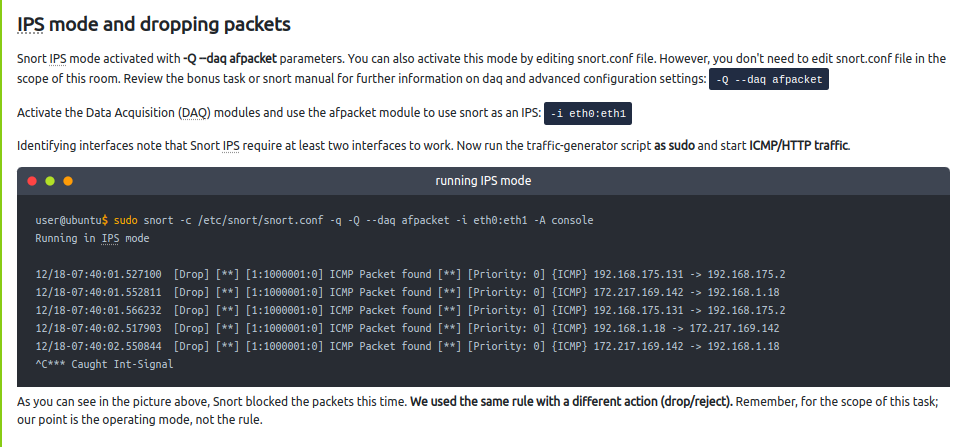 IPS mode and dropping packets
Snort IPS mode activated with -Q --daq afpacket parameters. You can also activate this mode by editing snort.conf file. However, you don't need to edit snort.conf file in the
scope of this room. Review the bonus task or snort manual for further information on daq and advanced configuration settings: -Q --daq afpacket
Activate the Data Acquisition (DAQ) modules and use the afpacket module to use snort as an IPS: -i eth0:eth1
Identifying interfaces note that Snort IPS require at least two interfaces to work. Now run the traffic-generator script as sudo and start ICMP/HTTP traffic.
running IPS mode
user@ubuntu$ sudo snort -c /etc/snort/snort.conf -q -Q --daq afpacket -i eth0:eth1 -A console
Running in IPS mode
12/18-07:40:01.527100  [Drop] [**] [1:1000001:0] ICMP Packet found [**] [Priority: 0] {ICMP} 192.168.175.131 -> 192.168.175.2
12/18-07:40:01.552811  [Drop] [**] [1:1000001:0] ICMP Packet found [**] [Priority: 0] {ICMP} 172.217.169.142 -> 192.168.1.18
12/18-07:40:01.566232  [Drop] [**] [1:1000001:0] ICMP Packet found [**] [Priority: 0] {ICMP} 192.168.175.131 -> 192.168.175.2
12/18-07:40:02.517903  [Drop] [**] [1:1000001:0] ICMP Packet found [**] [Priority: 0] {ICMP} 192.168.1.18 -> 172.217.169.142
12/18-07:40:02.550844  [Drop] [**] [1:1000001:0] ICMP Packet found [**] [Priority: 0] {ICMP} 172.217.169.142 -> 192.168.1.18
^C*** Caught Int-Signal
As you can see in the picture above, Snort blocked the packets this time. We used the same rule with a different action (drop/reject). Remember, for the scope of this task;
our point is the operating mode, not the rule.